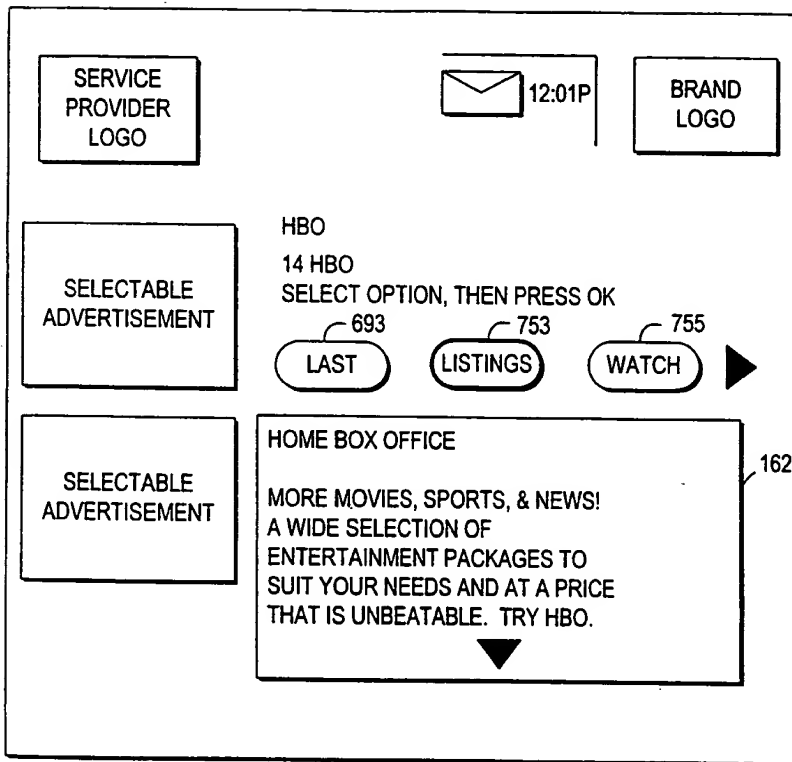 SERVICE
PROVIDER
LOGO
12:01P
BRAND
LOGO
SELECTABLE
ADVERTISEMENT
HBO
14 HBO
SELECT OPTION, THEN PRESS OK
693
753
755
LAST
LISTINGS
WATCH
SELECTABLE
ADVERTISEMENT
HOME BOX OFFICE
162
MORE MOVIES, SPORTS, & NEWS!
A WIDE SELECTION OF
ENTERTAINMENT PACKAGES TO
SUIT YOUR NEEDS AND AT A PRICE
THAT IS UNBEATABLE. TRY HBO.